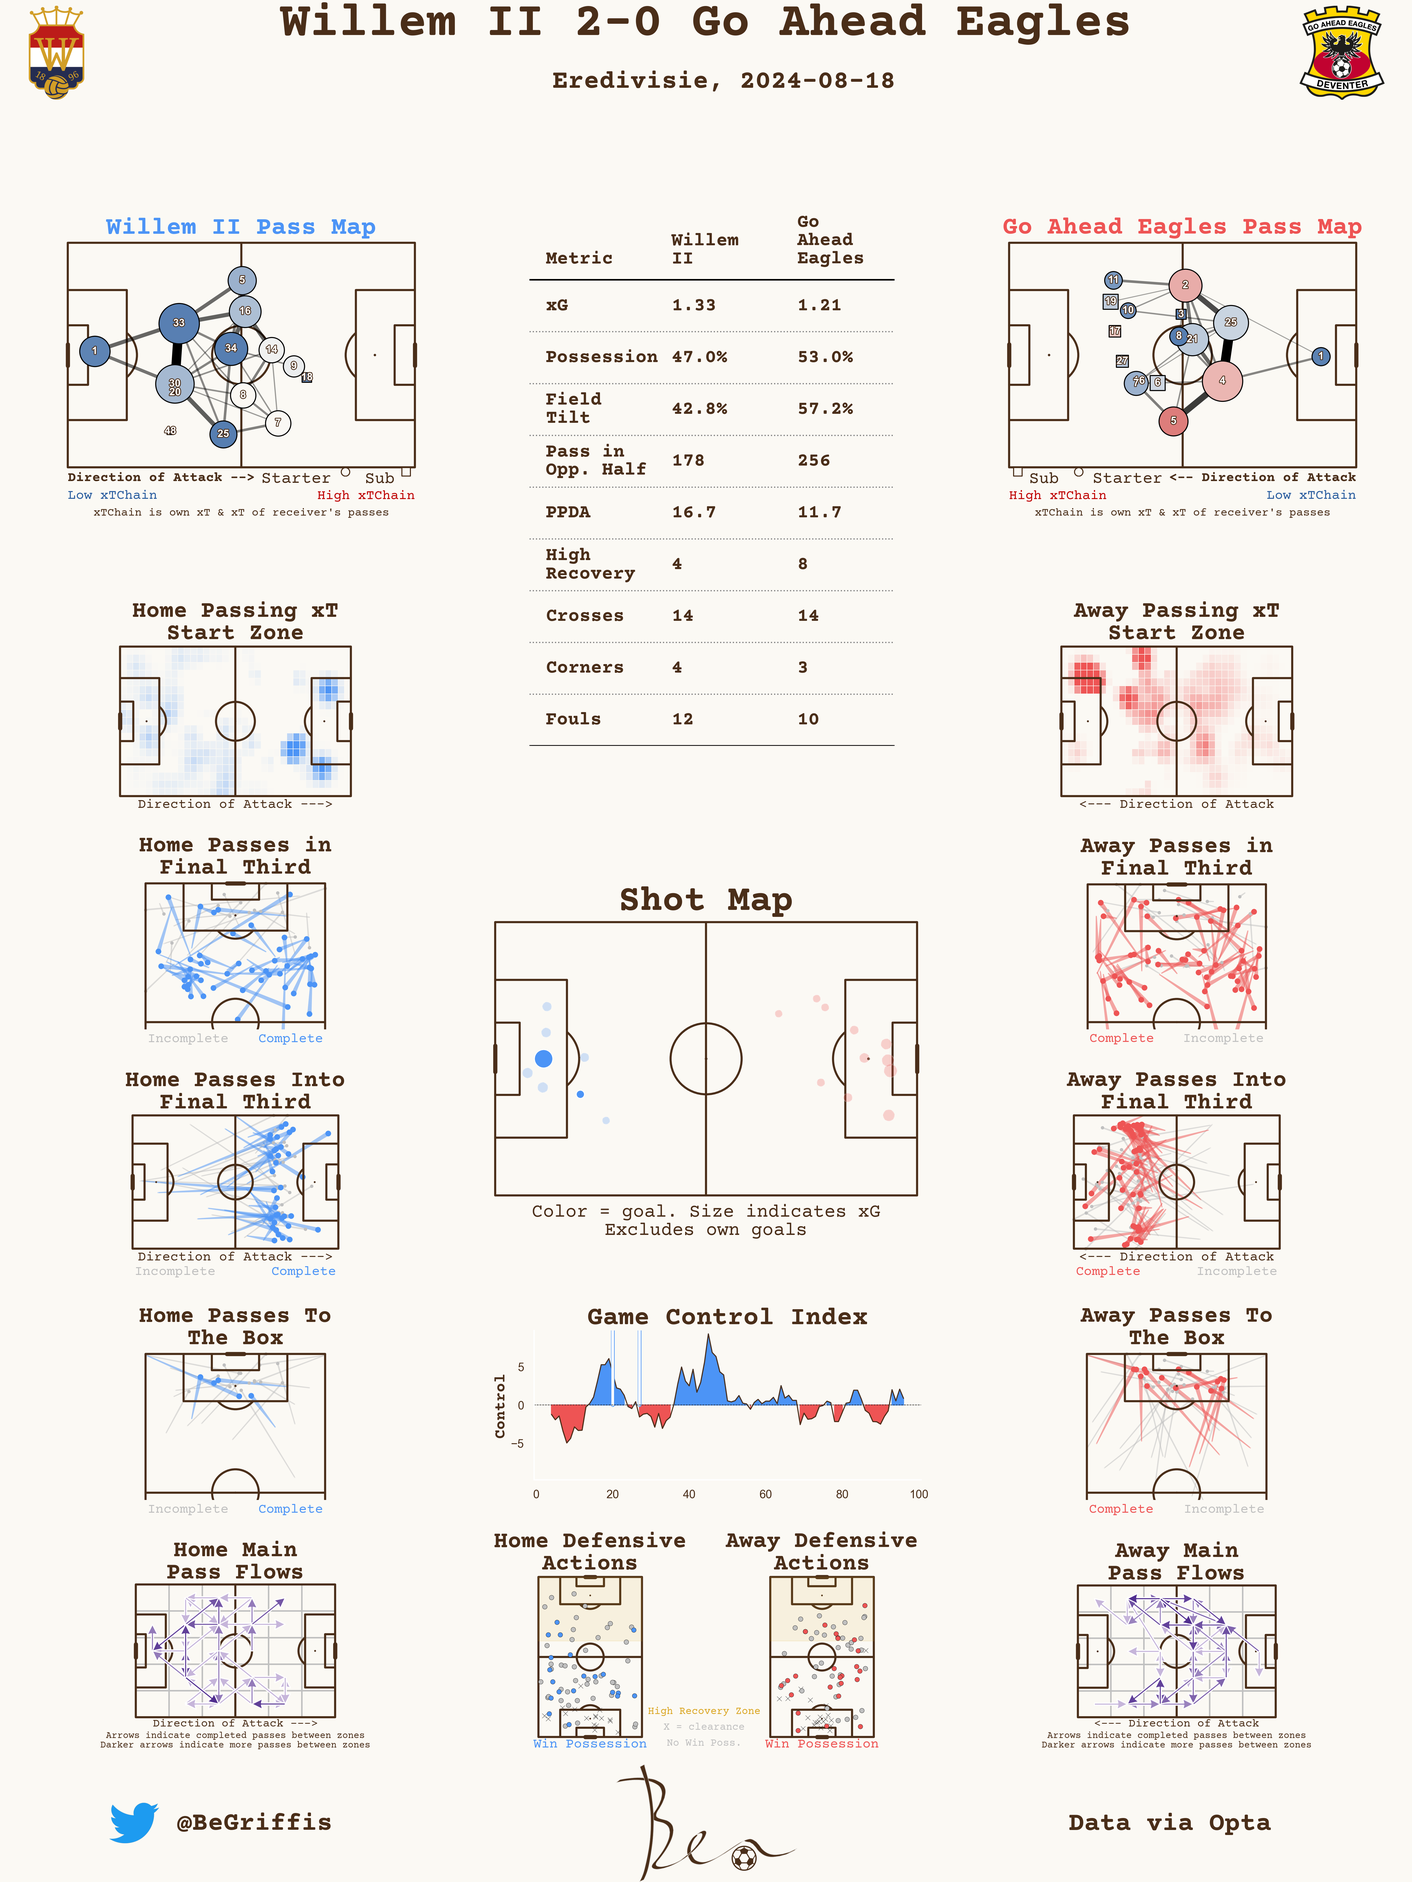 Willem II 2-0 Go Ahead Eagles
Eredivisie, 2024-08-18
18 96
GO AHEAD EAGLES
DEVENTER
Willem II Pass Map
1
33
30
20
48
5
16
34
14
9
18
8
7
25
Direction of Attack --> Starter Sub
Low xTChain High xTChain
xTChain is own xT & xT of receiver's passes
Metric Willem II Go Ahead Eagles
xG 1.33 1.21
Possession 47.0% 53.0%
Field Tilt 42.8% 57.2%
Pass in Opp. Half 178 256
PPDA 16.7 11.7
High Recovery 4 8
Crosses 14 14
Corners 4 3
Fouls 12 10
Go Ahead Eagles Pass Map
11
2
19
10
3
25
17
8
21
27
1
6
4
5
Sub Starter <-- Direction of Attack
High xTChain Low xTChain
xTChain is own xT & xT of receiver's passes
Home Passing xT
Start Zone
Direction of Attack --->
Away Passing xT
Start Zone
<--- Direction of Attack
Home Passes in
Final Third
Incomplete Complete
Away Passes in
Final Third
Complete Incomplete
Shot Map
Color = goal. Size indicates xG
Excludes own goals
Home Passes Into
Final Third
Direction of Attack --->
Incomplete Complete
Away Passes Into
Final Third
<--- Direction of Attack
Complete Incomplete
Home Passes To
The Box
Incomplete Complete
Game Control Index
Control
5
0
−5
0 20 40 60 80 100
Away Passes To
The Box
Complete Incomplete
Home Main
Pass Flows
Direction of Attack --->
Arrows indicate completed passes between zones
Darker arrows indicate more passes between zones
Home Defensive
Actions
Win Possession
Away Defensive
Actions
Win Possession
High Recovery Zone
X = clearance
No Win Poss.
Away Main
Pass Flows
<--- Direction of Attack
Arrows indicate completed passes between zones
Darker arrows indicate more passes between zones
@BeGriffis
Data via Opta